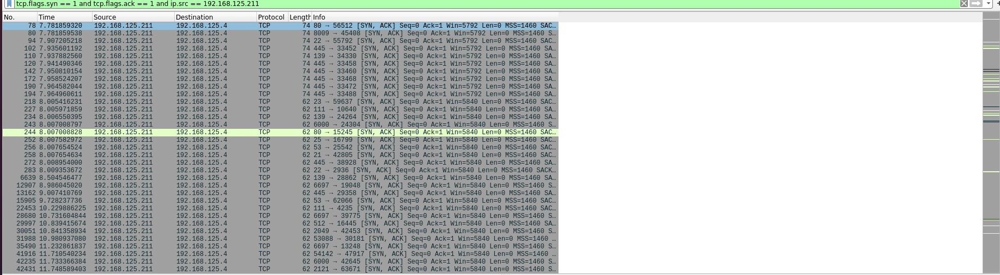 tcp.flags.syn == 1 and tcp.flags.ack == 1 and ip.src == 192.168.125.211
No. Time Source Destination Protocol Length Info
78 7.781859320 192.168.125.211 192.168.125.4 TCP 74 80 → 56512 [SYN, ACK] Seq=0 Ack=1 Win=5792 Len=0 MSS=1460 SAC…
80 7.781859538 192.168.125.211 192.168.125.4 TCP 74 8009 → 45408 [SYN, ACK] Seq=0 Ack=1 Win=5792 Len=0 MSS=1460 S…
94 7.907205218 192.168.125.211 192.168.125.4 TCP 74 22 → 55792 [SYN, ACK] Seq=0 Ack=1 Win=5792 Len=0 MSS=1460 SAC…
102 7.935601192 192.168.125.211 192.168.125.4 TCP 74 445 → 33452 [SYN, ACK] Seq=0 Ack=1 Win=5792 Len=0 MSS=1460 SA…
110 7.937882560 192.168.125.211 192.168.125.4 TCP 74 139 → 34330 [SYN, ACK] Seq=0 Ack=1 Win=5792 Len=0 MSS=1460 SA…
120 7.941490346 192.168.125.211 192.168.125.4 TCP 74 445 → 33458 [SYN, ACK] Seq=0 Ack=1 Win=5792 Len=0 MSS=1460 SA…
142 7.950810154 192.168.125.211 192.168.125.4 TCP 74 445 → 33460 [SYN, ACK] Seq=0 Ack=1 Win=5792 Len=0 MSS=1460 SA…
172 7.958524207 192.168.125.211 192.168.125.4 TCP 74 445 → 33468 [SYN, ACK] Seq=0 Ack=1 Win=5792 Len=0 MSS=1460 SA…
190 7.964582044 192.168.125.211 192.168.125.4 TCP 74 445 → 33472 [SYN, ACK] Seq=0 Ack=1 Win=5792 Len=0 MSS=1460 SA…
194 7.964960611 192.168.125.211 192.168.125.4 TCP 74 445 → 33488 [SYN, ACK] Seq=0 Ack=1 Win=5792 Len=0 MSS=1460 SA…
218 8.005416231 192.168.125.211 192.168.125.4 TCP 62 23 → 59637 [SYN, ACK] Seq=0 Ack=1 Win=5840 Len=0 MSS=1460 SAC…
227 8.005971859 192.168.125.211 192.168.125.4 TCP 62 111 → 10640 [SYN, ACK] Seq=0 Ack=1 Win=5840 Len=0 MSS=1460 SA…
234 8.006550395 192.168.125.211 192.168.125.4 TCP 62 139 → 24264 [SYN, ACK] Seq=0 Ack=1 Win=5840 Len=0 MSS=1460 SA…
243 8.007008797 192.168.125.211 192.168.125.4 TCP 62 6000 → 24304 [SYN, ACK] Seq=0 Ack=1 Win=5840 Len=0 MSS=1460 S…
244 8.007008828 192.168.125.211 192.168.125.4 TCP 62 80 → 15245 [SYN, ACK] Seq=0 Ack=1 Win=5840 Len=0 MSS=1460 SAC…
252 8.007582972 192.168.125.211 192.168.125.4 TCP 62 25 → 16799 [SYN, ACK] Seq=0 Ack=1 Win=5840 Len=0 MSS=1460 SAC…
256 8.007654524 192.168.125.211 192.168.125.4 TCP 62 53 → 25542 [SYN, ACK] Seq=0 Ack=1 Win=5840 Len=0 MSS=1460 SAC…
258 8.007654634 192.168.125.211 192.168.125.4 TCP 62 21 → 42805 [SYN, ACK] Seq=0 Ack=1 Win=5840 Len=0 MSS=1460 SAC…
272 8.008954000 192.168.125.211 192.168.125.4 TCP 62 445 → 38928 [SYN, ACK] Seq=0 Ack=1 Win=5840 Len=0 MSS=1460 SA…
283 8.009353672 192.168.125.211 192.168.125.4 TCP 62 22 → 2936 [SYN, ACK] Seq=0 Ack=1 Win=5840 Len=0 MSS=1460 SACK…
6639 8.504546477 192.168.125.211 192.168.125.4 TCP 62 139 → 28862 [SYN, ACK] Seq=0 Ack=1 Win=5840 Len=0 MSS=1460 SA…
12907 8.986045020 192.168.125.211 192.168.125.4 TCP 62 6697 → 19048 [SYN, ACK] Seq=0 Ack=1 Win=5840 Len=0 MSS=1460 S…
13162 9.007410769 192.168.125.211 192.168.125.4 TCP 62 445 → 29358 [SYN, ACK] Seq=0 Ack=1 Win=5840 Len=0 MSS=1460 SA…
15905 9.728237736 192.168.125.211 192.168.125.4 TCP 62 53 → 62066 [SYN, ACK] Seq=0 Ack=1 Win=5840 Len=0 MSS=1460 SAC…
22453 10.229886225 192.168.125.211 192.168.125.4 TCP 62 111 → 4235 [SYN, ACK] Seq=0 Ack=1 Win=5840 Len=0 MSS=1460 SAC…
28680 10.731604844 192.168.125.211 192.168.125.4 TCP 62 6697 → 39775 [SYN, ACK] Seq=0 Ack=1 Win=5840 Len=0 MSS=1460 S…
29997 10.839415674 192.168.125.211 192.168.125.4 TCP 62 512 → 16445 [SYN, ACK] Seq=0 Ack=1 Win=5840 Len=0 MSS=1460 SA…
30051 10.841358934 192.168.125.211 192.168.125.4 TCP 62 2049 → 42453 [SYN, ACK] Seq=0 Ack=1 Win=5840 Len=0 MSS=1460 S…
31988 10.980937080 192.168.125.211 192.168.125.4 TCP 62 53088 → 30181 [SYN, ACK] Seq=0 Ack=1 Win=5840 Len=0 MSS=1460 …
35490 11.232861837 192.168.125.211 192.168.125.4 TCP 62 6697 → 13248 [SYN, ACK] Seq=0 Ack=1 Win=5840 Len=0 MSS=1460 S…
41916 11.710540234 192.168.125.211 192.168.125.4 TCP 62 54142 → 47917 [SYN, ACK] Seq=0 Ack=1 Win=5840 Len=0 MSS=1460 …
42235 11.733366384 192.168.125.211 192.168.125.4 TCP 62 6000 → 42645 [SYN, ACK] Seq=0 Ack=1 Win=5840 Len=0 MSS=1460 S…
42431 11.748589403 192.168.125.211 192.168.125.4 TCP 62 2121 → 63671 [SYN, ACK] Seq=0 Ack=1 Win=5840 Len=0 MSS=1460 S…